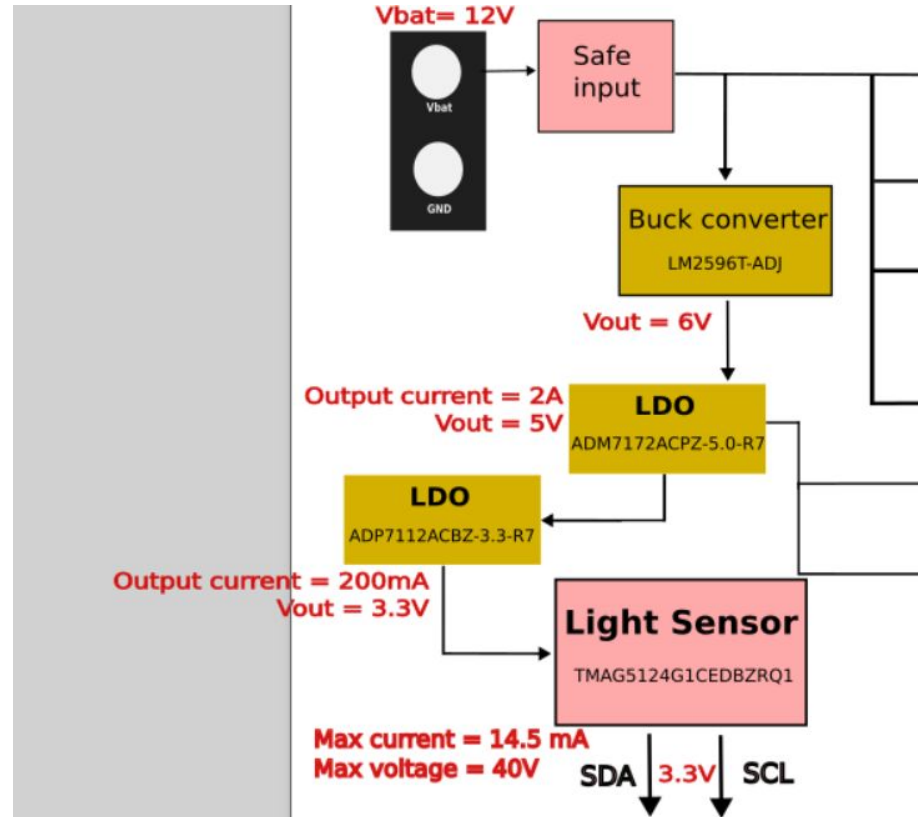 Vbat= 12V
Safe
input
Vbat
GND
Buck converter
LM2596T-ADJ
Vout = 6V
Output current = 2A
Vout = 5V
LDO
ADM7172ACPZ-5.0-R7
LDO
ADP7112ACBZ-3.3-R7
Output current = 200mA
Vout = 3.3V
Light Sensor
TMAG5124G1CEDBZRQ1
Max current = 14.5 mA
Max voltage = 40V
SDA 3.3V SCL